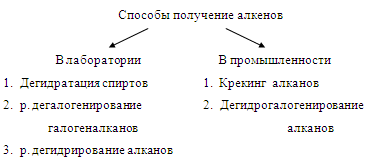 Способы получение алкенов
В лаборатории
1. Дегидратация спиртов
2. р. дегалогенирование
галогеналканов
3. р. дегидрирование алканов
В промышленности
1. Крекинг алканов
2. Дегидрогалогенирование
алканов